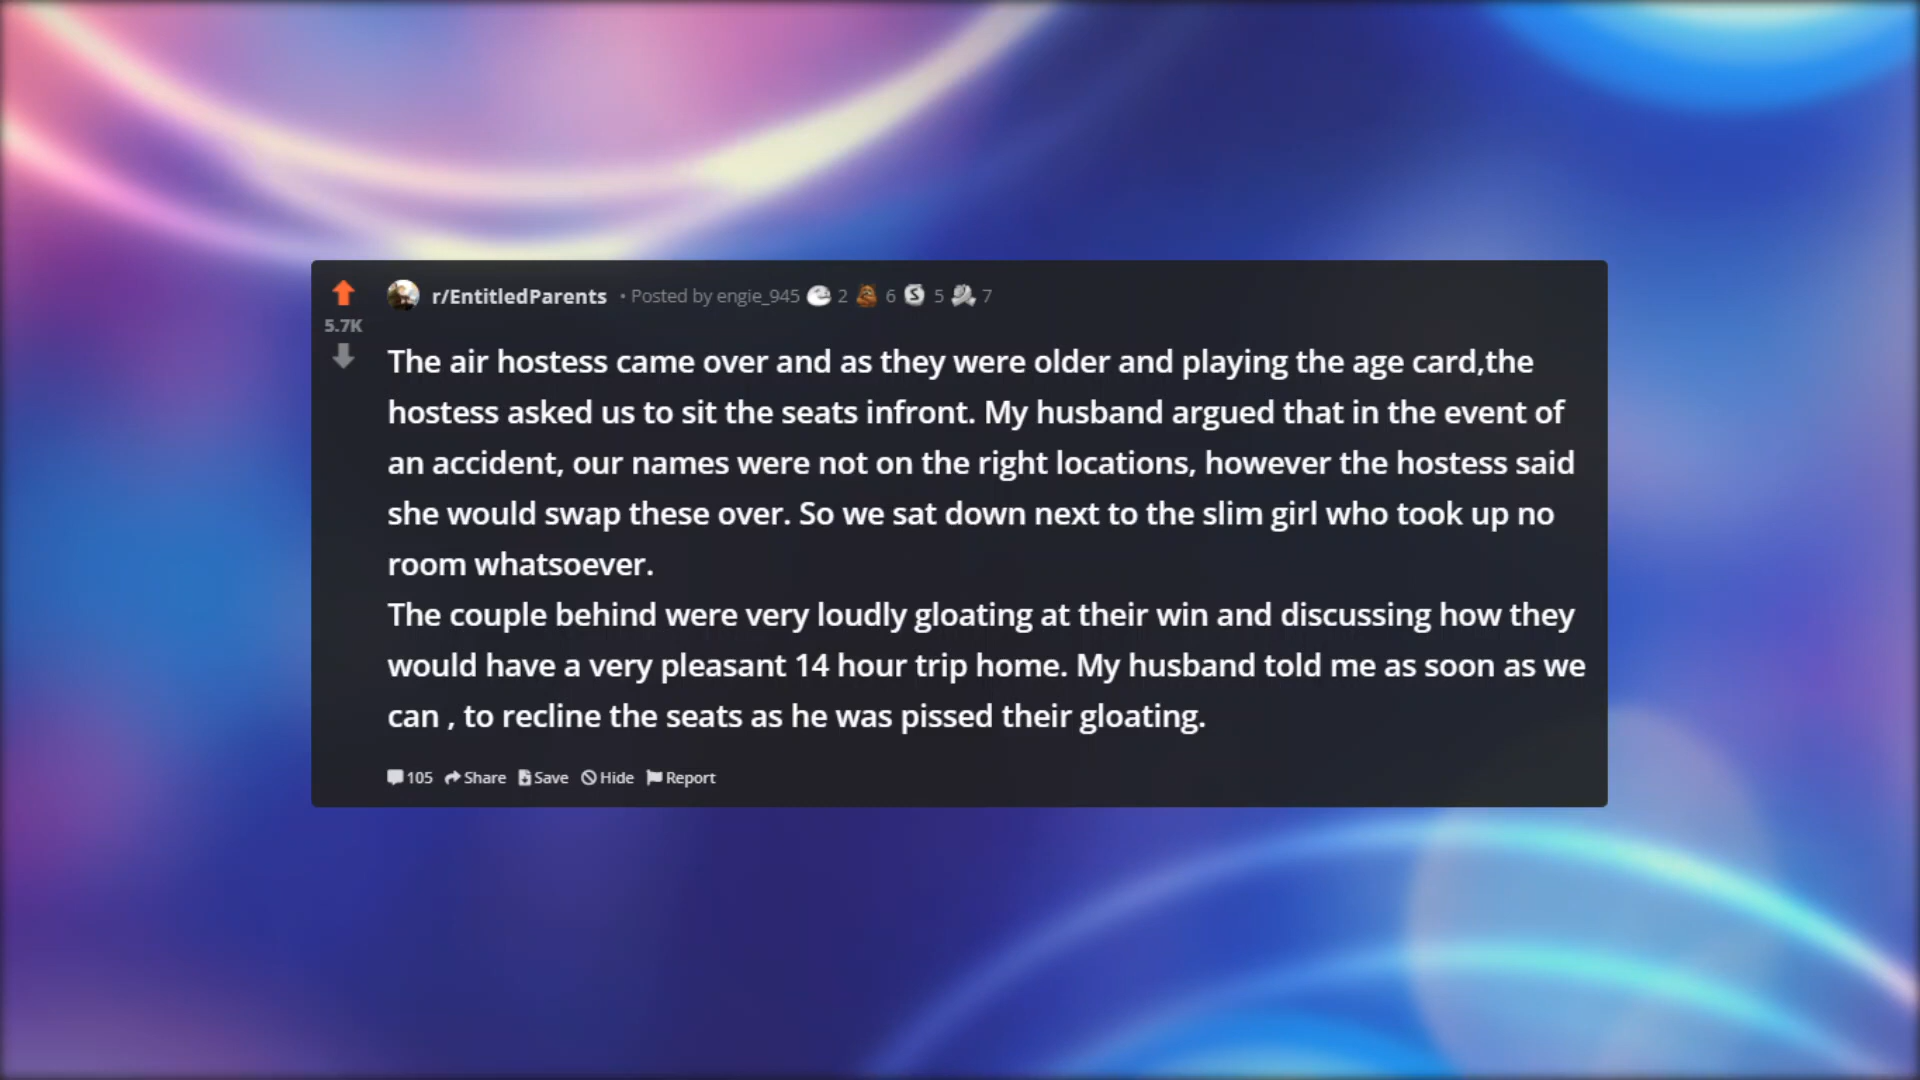 r/EntitledParents • Posted by engie_945 2 6 5 7
5.7K
The air hostess came over and as they were older and playing the age card,the
hostess asked us to sit the seats infront. My husband argued that in the event of
an accident, our names were not on the right locations, however the hostess said
she would swap these over. So we sat down next to the slim girl who took up no
room whatsoever.
The couple behind were very loudly gloating at their win and discussing how they
would have a very pleasant 14 hour trip home. My husband told me as soon as we
can , to recline the seats as he was pissed their gloating.
105 Share Save Hide Report